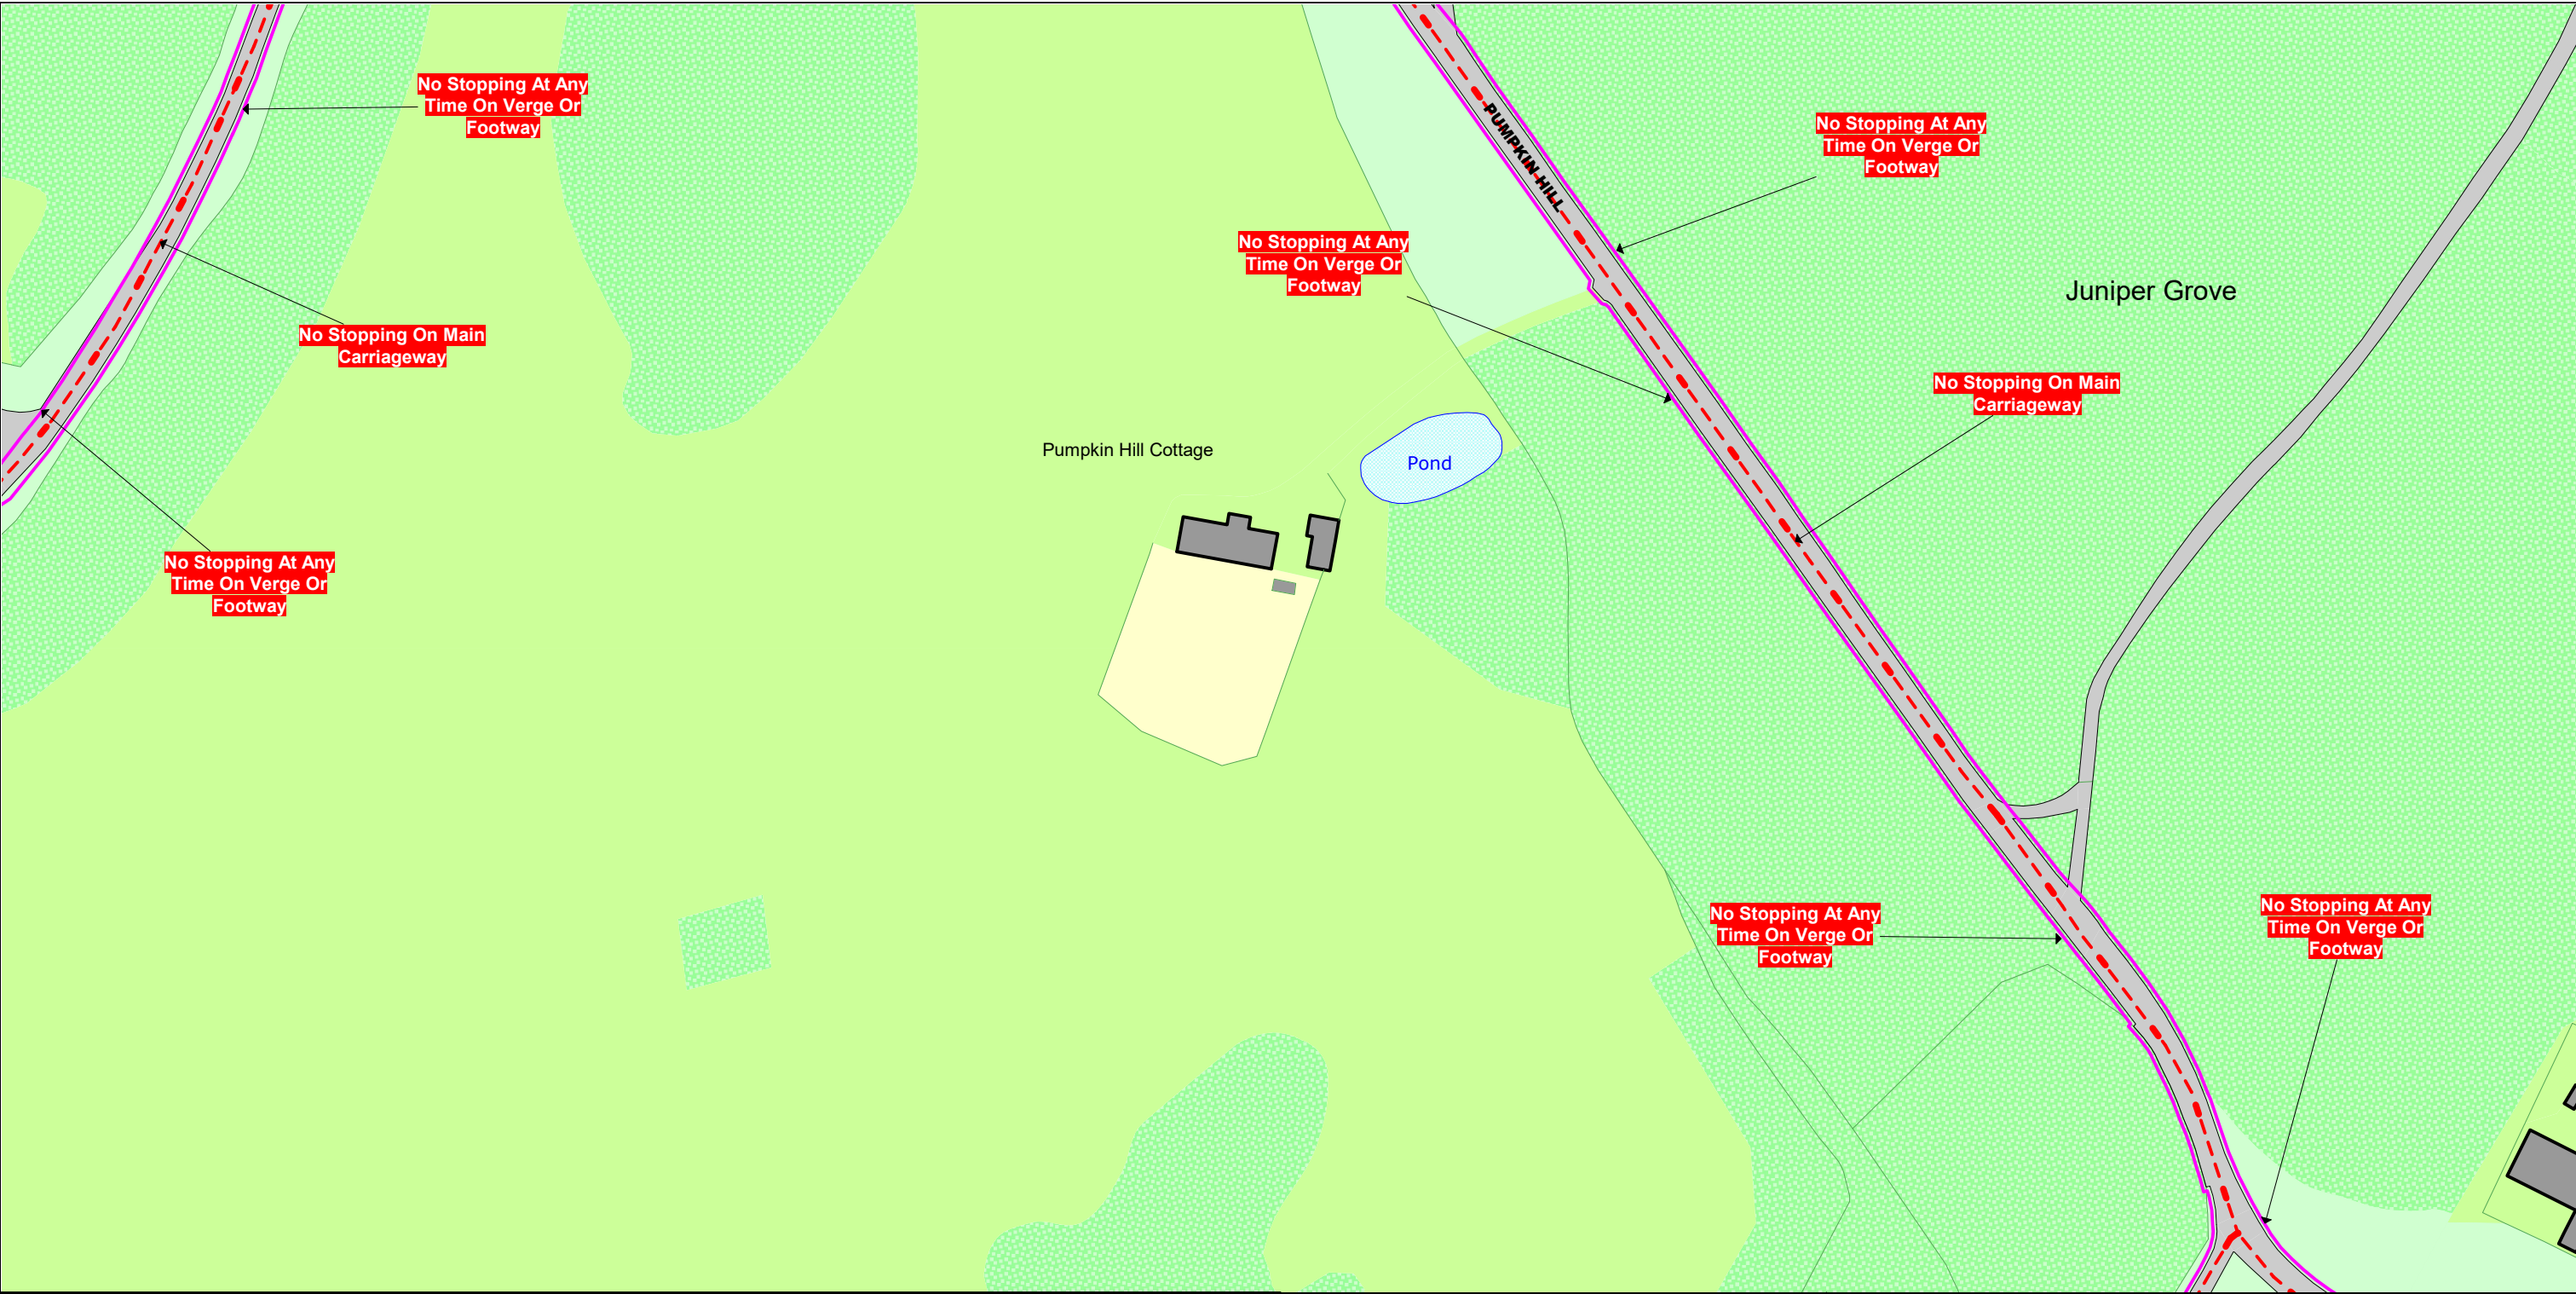 No Stopping At Any
Time On Verge Or
Footway
PUMPKIN HILL
No Stopping At Any
Time On Verge Or
Footway
No Stopping At Any
Time On Verge Or
Footway
Juniper Grove
No Stopping On Main
Carriageway
No Stopping On Main
Carriageway
Pumpkin Hill Cottage
Pond
No Stopping At Any
Time On Verge Or
Footway
No Stopping At Any
Time On Verge Or
Footway
No Stopping At Any
Time On Verge Or
Footway